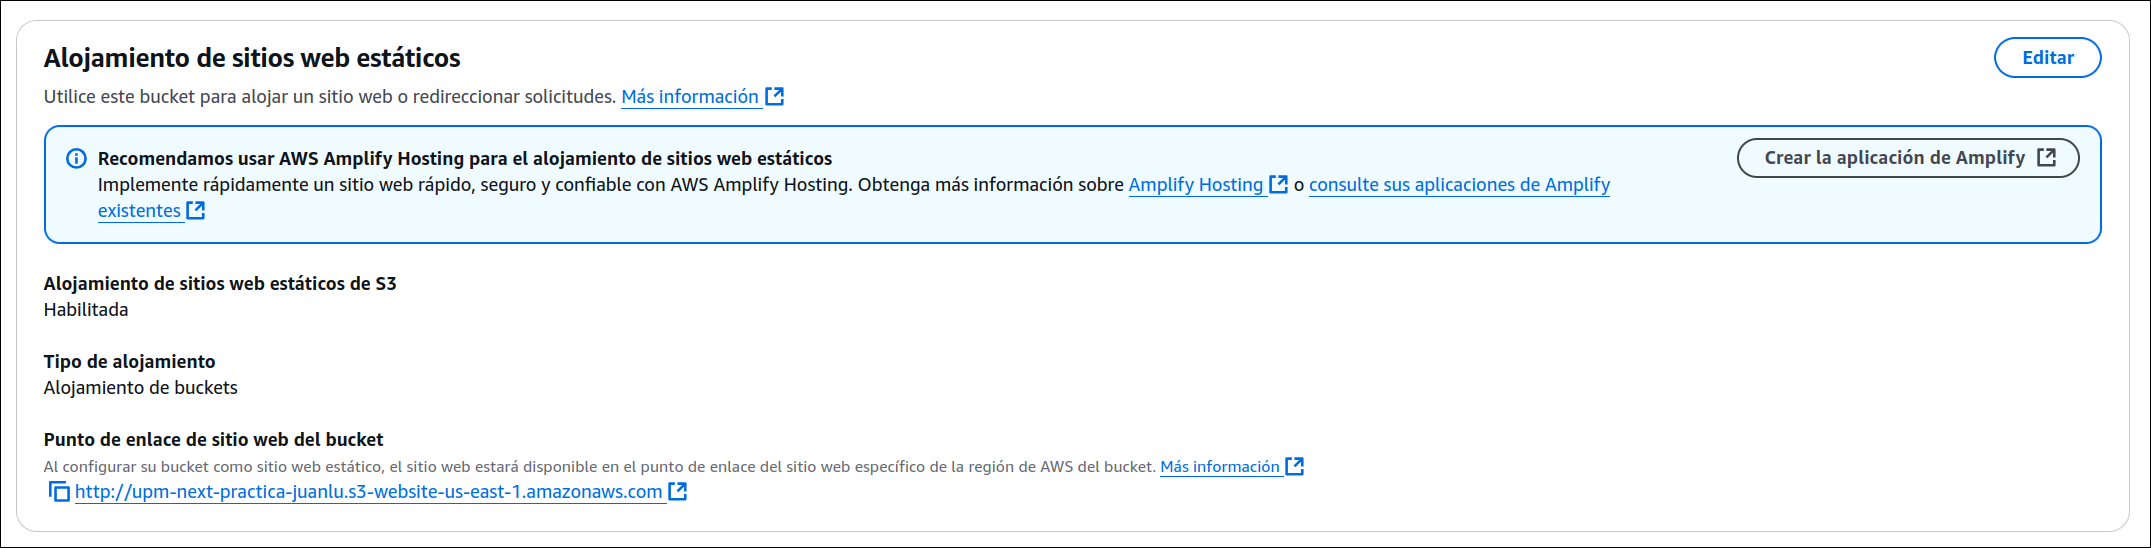 Alojamiento de sitios web estáticos
Editar
Utilice este bucket para alojar un sitio web o redireccionar solicitudes. Más información
Recomendamos usar AWS Amplify Hosting para el alojamiento de sitios web estáticos
Crear la aplicación de Amplify
Implemente rápidamente un sitio web rápido, seguro y confiable con AWS Amplify Hosting. Obtenga más información sobre Amplify Hosting o consulte sus aplicaciones de Amplify
existentes
Alojamiento de sitios web estáticos de S3
Habilitada
Tipo de alojamiento
Alojamiento de buckets
Punto de enlace de sitio web del bucket
Al configurar su bucket como sitio web estático, el sitio web estará disponible en el punto de enlace del sitio web específico de la región de AWS del bucket. Más información
http://upm-next-practica-juanlu.s3-website-us-east-1.amazonaws.com